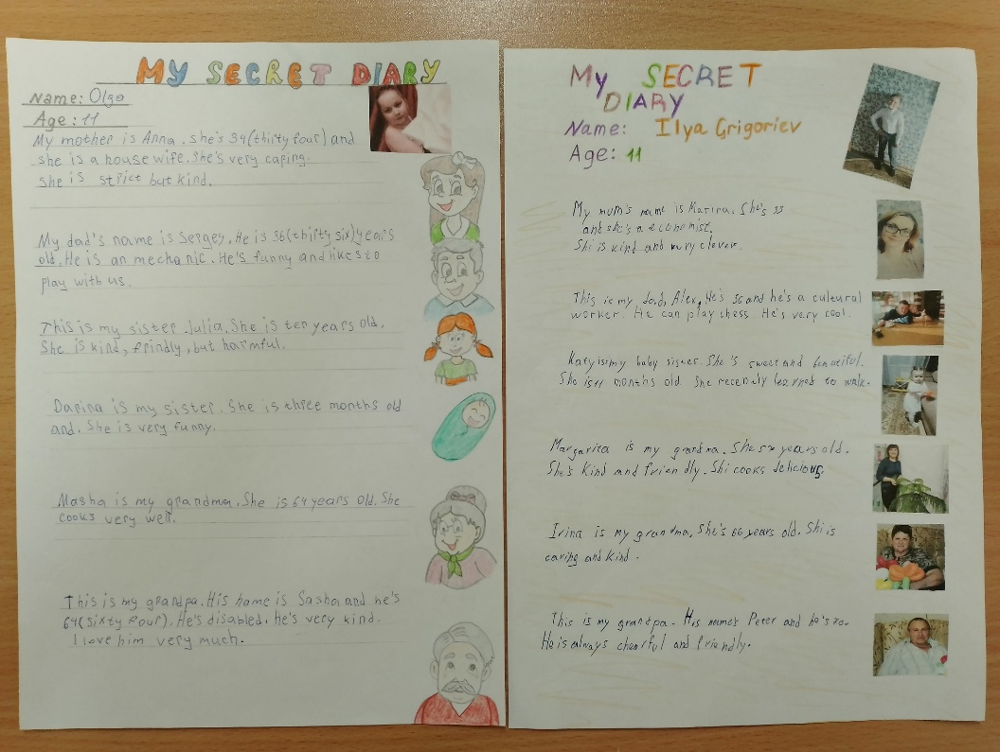 MY SECRET DIARY
Name: Olga
Age: 11
My mother is Anna. She's 34(thirty four) and
she is a house wife. She's very caping.
She is strict but kind.
My dad's name is Sergey. He is 36(thirty six)years
old. He is an mechanic. He's funny and likes to
play with us.
This is my sister Julia. She is ten years old.
She is kind, frindly, but harmful.
Darina is my sister. She is three months old
and. She is very funny.
Masha is my grandma. She is 64 years old. She
cooks very well.
This is my grandpa. His name is Sasha and he's
64(sixty four). He's disabled. He's very kind.
I love him very much.
My SECRET
DIARY
Name: Ilya Grigoriev
Age: 11
My mum's name is Marina. She's
and she's a economist.
Shi is kind and very clever.
This is my dad, Alex. He's 36 and he's a cultural
worker. He can play chess. He's very cool.
is my baby sister. She's sweet and beautiful.
She is 11 months old She recently learned to walk.
Margarita is my grandma. She years old.
She's kind and friendly. Shi cooks delicious.
Irina is my grandma. She's 66 years old. Shi is
caring and kind.
This is my grandpa. His name's Peter and he's
He is always cheerful and friendly.